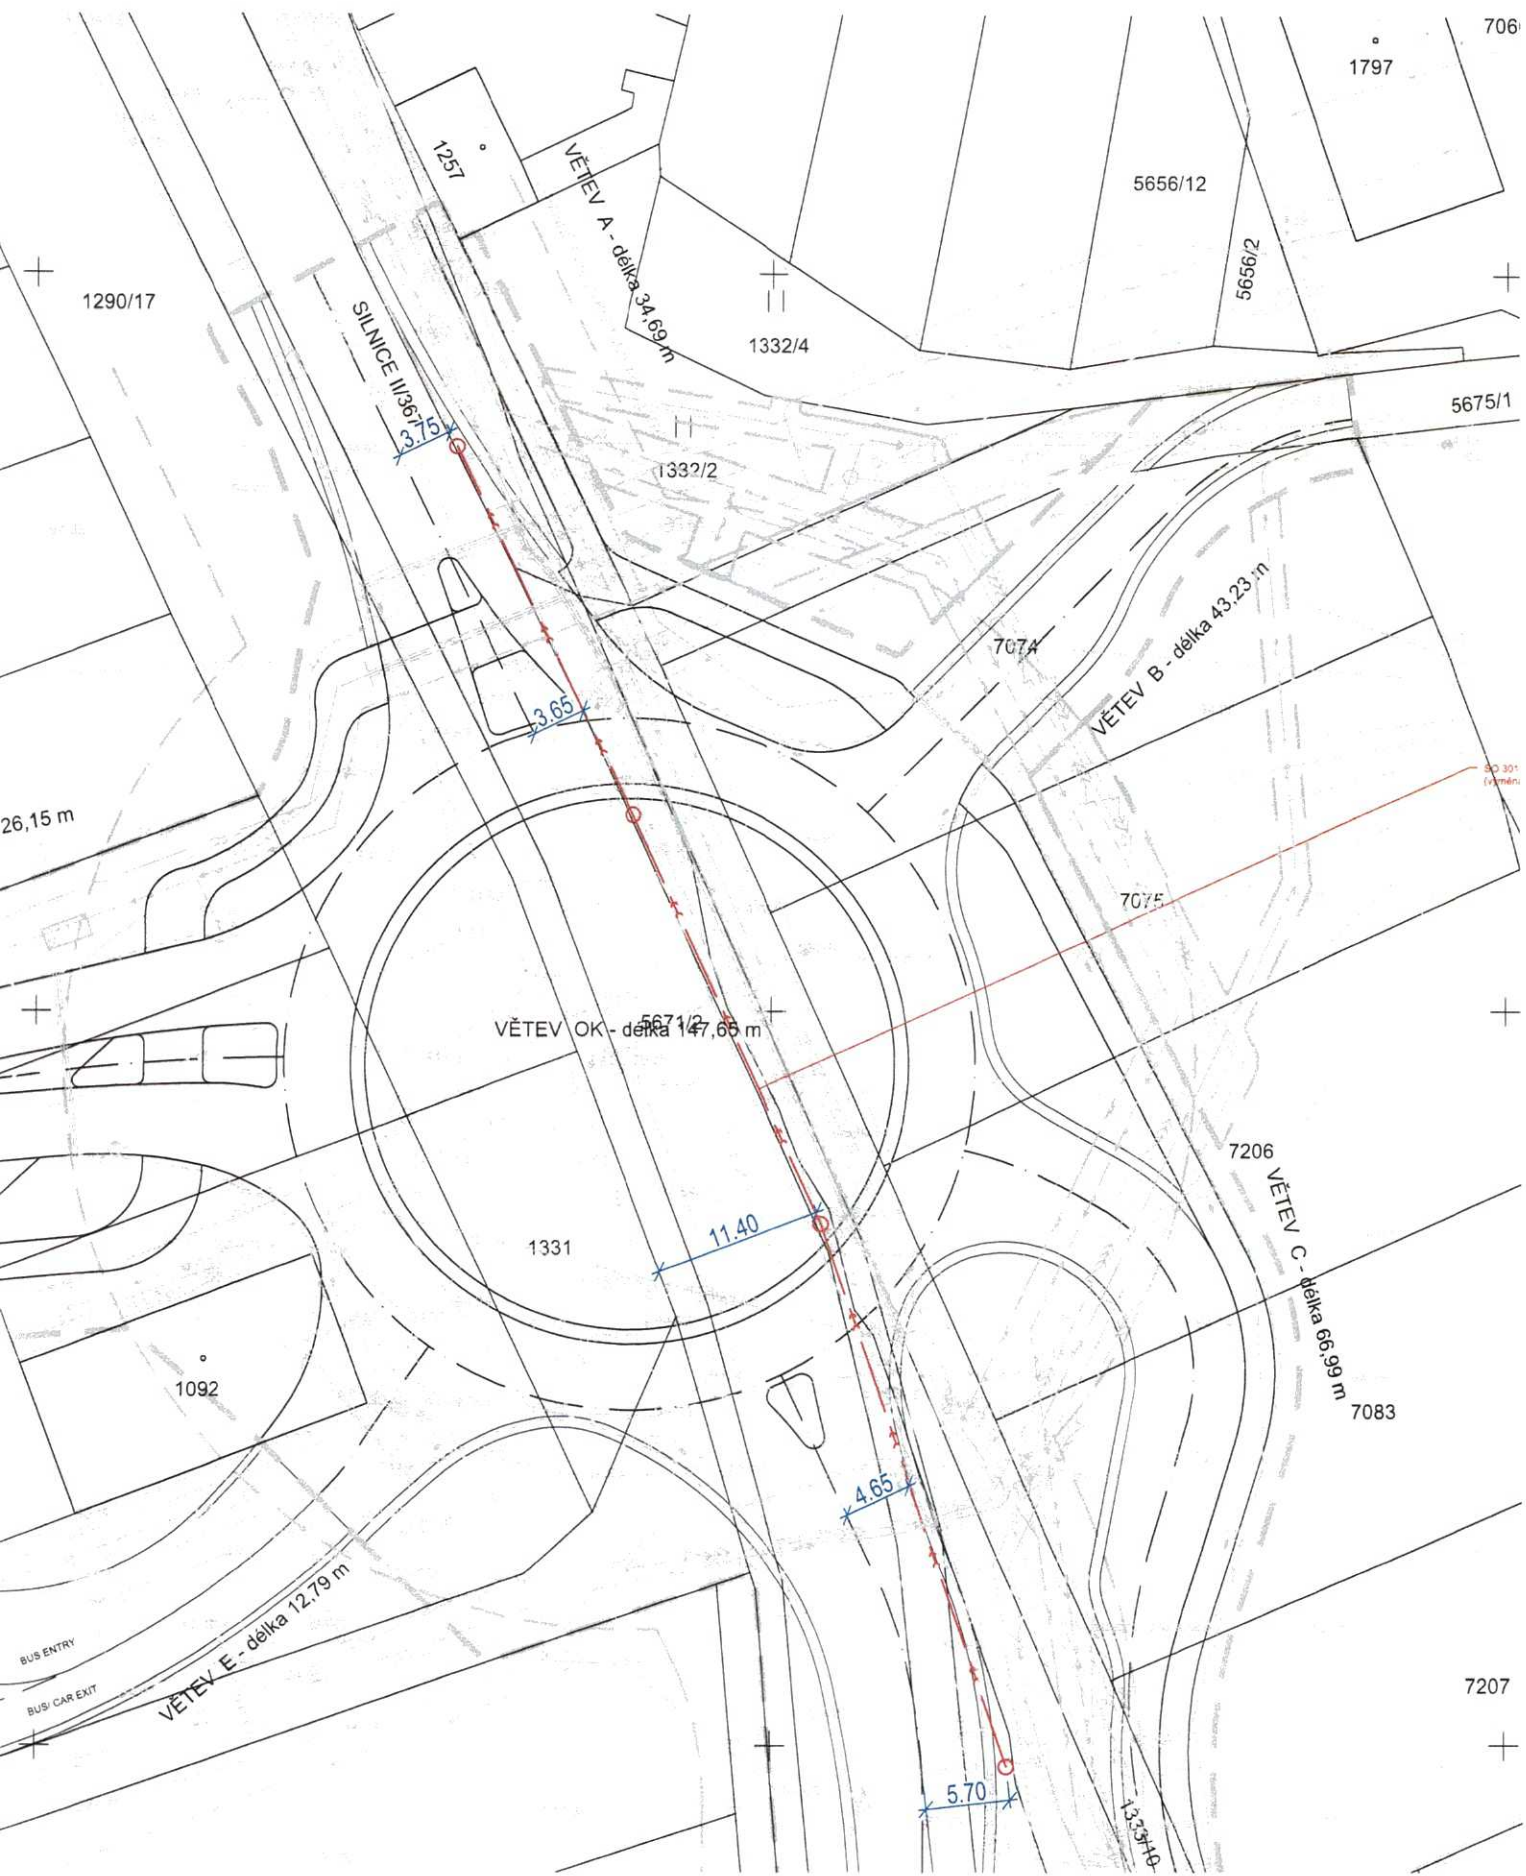 1797
1257
VĚTEV A - délka 34,69 m
5656/12
5656/2
1290/17
SILNICE II/367
1332/4
5675/1
3.75
1332/2
7074
VĚTEV B - délka 43,23 m
3.65
SO 301
26,15 m
7075
VĚTEV OK - délka 147,65 m
5671/2
7206
VĚTEV C - délka 66,99 m
11.40
1331
1092
7083
4.65
VĚTEV E - délka 12,79 m
BUS ENTRY
BUS/ CAR EXIT
7207
5.70
1333/10